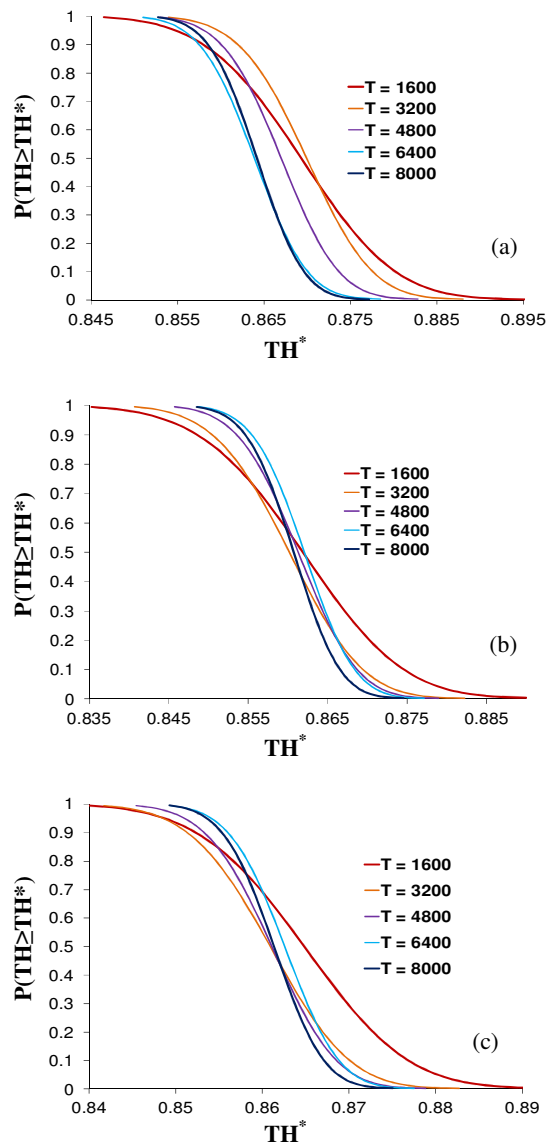 1
0.9
0.8
0.7
0.6
0.5
0.4
0.3
0.2
0.1
0
P(TH≥TH*)
T = 1600
T = 3200
T = 4800
T = 6400
T = 8000
(a)
0.845 0.855 0.865 0.875 0.885 0.895
TH*
1
0.9
0.8
0.7
0.6
0.5
0.4
0.3
0.2
0.1
0
P(TH≥TH*)
T = 1600
T = 3200
T = 4800
T = 6400
T = 8000
(b)
0.835 0.845 0.855 0.865 0.875 0.885
TH*
1
0.9
0.8
0.7
0.6
0.5
0.4
0.3
0.2
0.1
0
P(TH≥TH*)
T = 1600
T = 3200
T = 4800
T = 6400
T = 8000
(c)
0.84 0.85 0.86 0.87 0.88 0.89
TH*